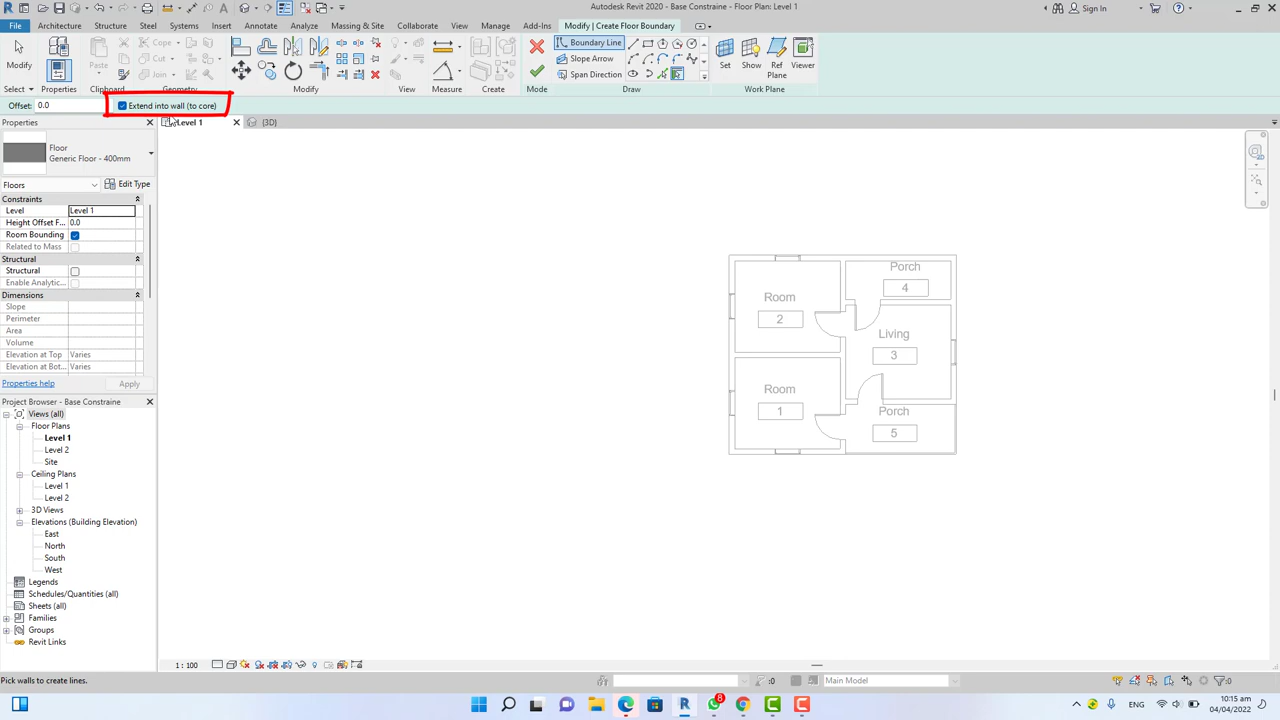 Autodesk Revit 2020 - Base Constraine - Floor Plan: Level 1
Sign In
File Architecture Structure Steel Systems Insert Annotate Analyze Massing & Site Collaborate View Manage Add-Ins Modify | Create Floor Boundary
Modify
Paste
Cope
Cut
Join
Boundary Line
Slope Arrow
Span Direction
Set Show Ref Plane Viewer
Select Properties Clipboard Geometry Modify View Measure Create Mode Draw Work Plane
Offset: 0.0 Extend into wall (to core)
Properties
Level 1
(3D)
Floor
Generic Floor - 400mm
Floors
Edit Type
Constraints
Level Level 1
Height Offset F... 0.0
Room Bounding
Related to Mass
Structural
Structural
Enable Analytic...
Dimensions
Slope
Perimeter
Area
Volume
Elevation at Top Varies
Elevation at Bot... Varies
Properties help
Apply
Project Browser - Base Constraine
Views (all)
Floor Plans
Level 1
Level 2
Site
Ceiling Plans
Level 1
Level 2
3D Views
Elevations (Building Elevation)
East
North
South
West
Legends
Schedules/Quantities (all)
Sheets (all)
Families
Groups
Revit Links
Room
2
Porch
4
Living
3
Room
1
Porch
5
1 : 100
Pick walls to create lines.
:0
Main Model
:0
8
ENG
10:15 am
04/04/2022